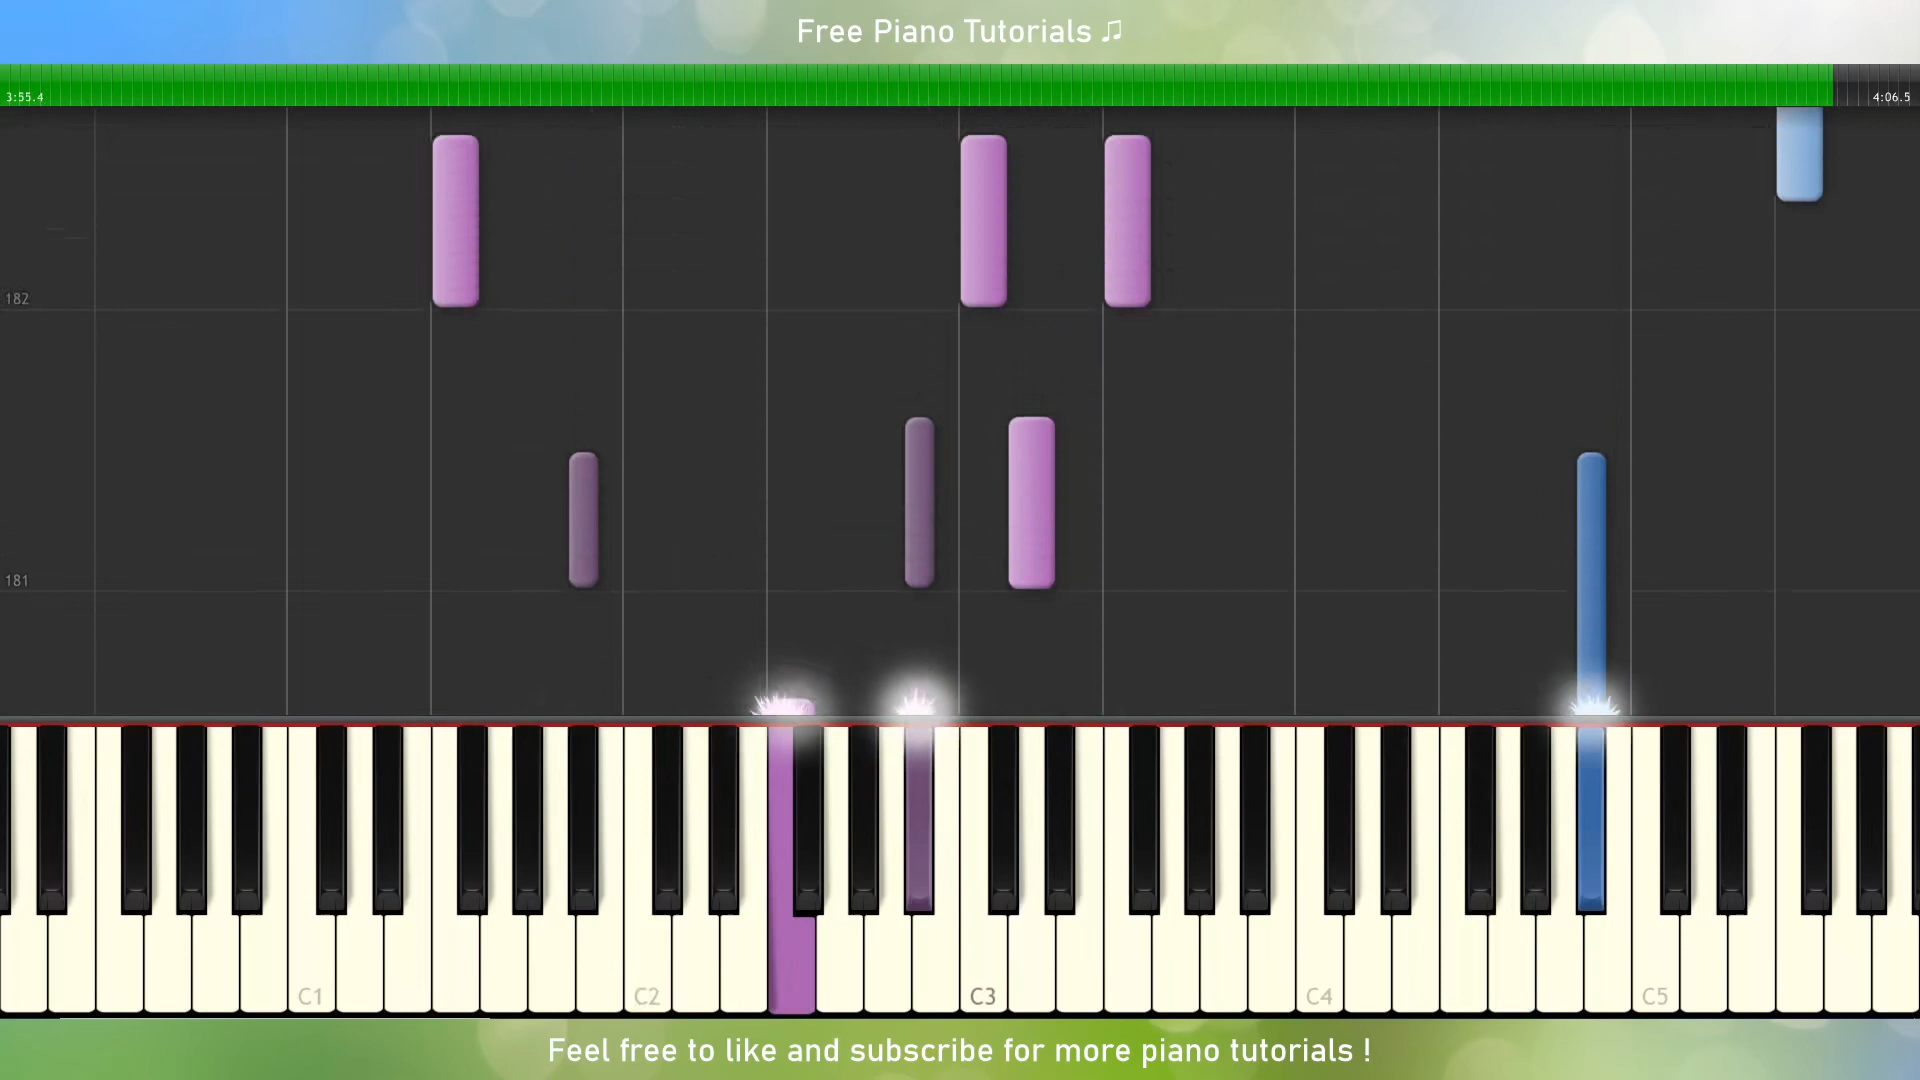 Free Piano Tutorials ♫
3:55.4
4:06.5
182
181
C1
C2
C3
C4
C5
Feel free to like and subscribe for more piano tutorials !